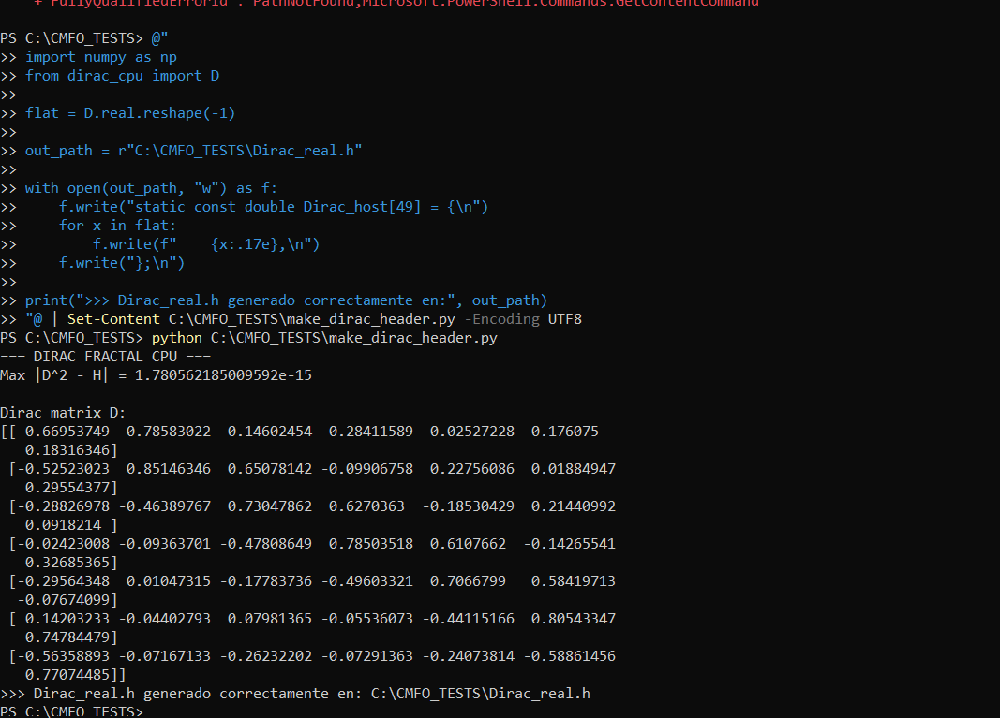 + FullyQualifiedErrorId : PathNotFound,Microsoft.PowerShell.Commands.GetContentCommand
PS C:\CMFO_TESTS> @"
>> import numpy as np
>> from dirac_cpu import D
>>
>> flat = D.real.reshape(-1)
>>
>> out_path = r"C:\CMFO_TESTS\Dirac_real.h"
>>
>> with open(out_path, "w") as f:
>>     f.write("static const double Dirac_host[49] = {\n")
>>     for x in flat:
>>         f.write(f"    {x:.17e},\n")
>>     f.write("};\n")
>>
>> print(">>> Dirac_real.h generado correctamente en:", out_path)
>> "@ | Set-Content C:\CMFO_TESTS\make_dirac_header.py -Encoding UTF8
PS C:\CMFO_TESTS> python C:\CMFO_TESTS\make_dirac_header.py
=== DIRAC FRACTAL CPU ===
Max |D^2 - H| = 1.780562185009592e-15
Dirac matrix D:
[[ 0.66953749  0.78583022 -0.14602454  0.28411589 -0.02527228  0.176075
   0.18316346]
 [-0.52523023  0.85146346  0.65078142 -0.09906758  0.22756086  0.01884947
   0.29554377]
 [-0.28826978 -0.46389767  0.73047862  0.6270363  -0.18530429  0.21440992
   0.0918214 ]
 [-0.02423008 -0.09363701 -0.47808649  0.78503518  0.6107662  -0.14265541
   0.32685365]
 [-0.29564348  0.01047315 -0.17783736 -0.49603321  0.7066799   0.58419713
  -0.07674099]
 [ 0.14203233 -0.04402793  0.07981365 -0.05536073 -0.44115166  0.80543347
   0.74784479]
 [-0.56358893 -0.07167133 -0.26232202 -0.07291363 -0.24073814 -0.58861456
   0.77074485]]
>>> Dirac_real.h generado correctamente en: C:\CMFO_TESTS\Dirac_real.h
PS C:\CMFO_TESTS>